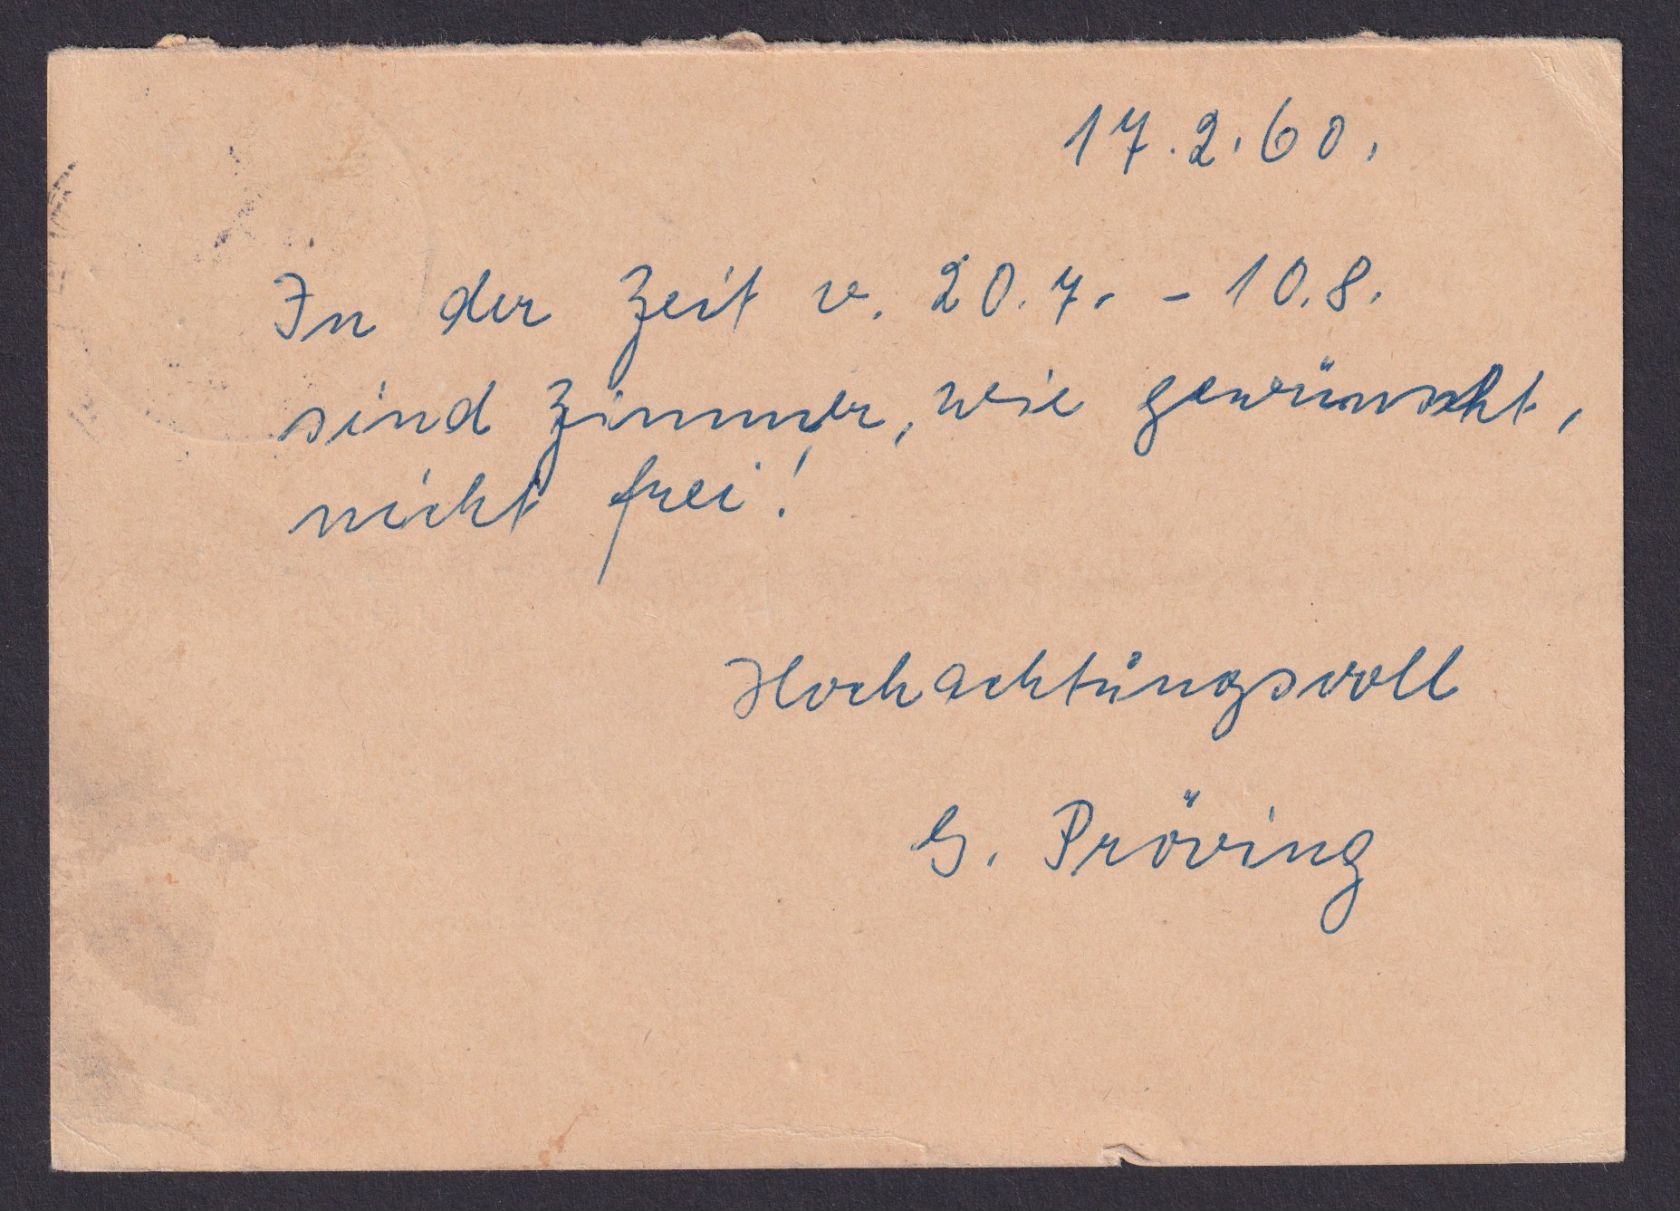 17.2.60.
In der Zeit v. 20.7. - 10.8.
sind Zimmer, wie gewünscht,
nicht frei!
Hochachtungsvoll
G. Pröving